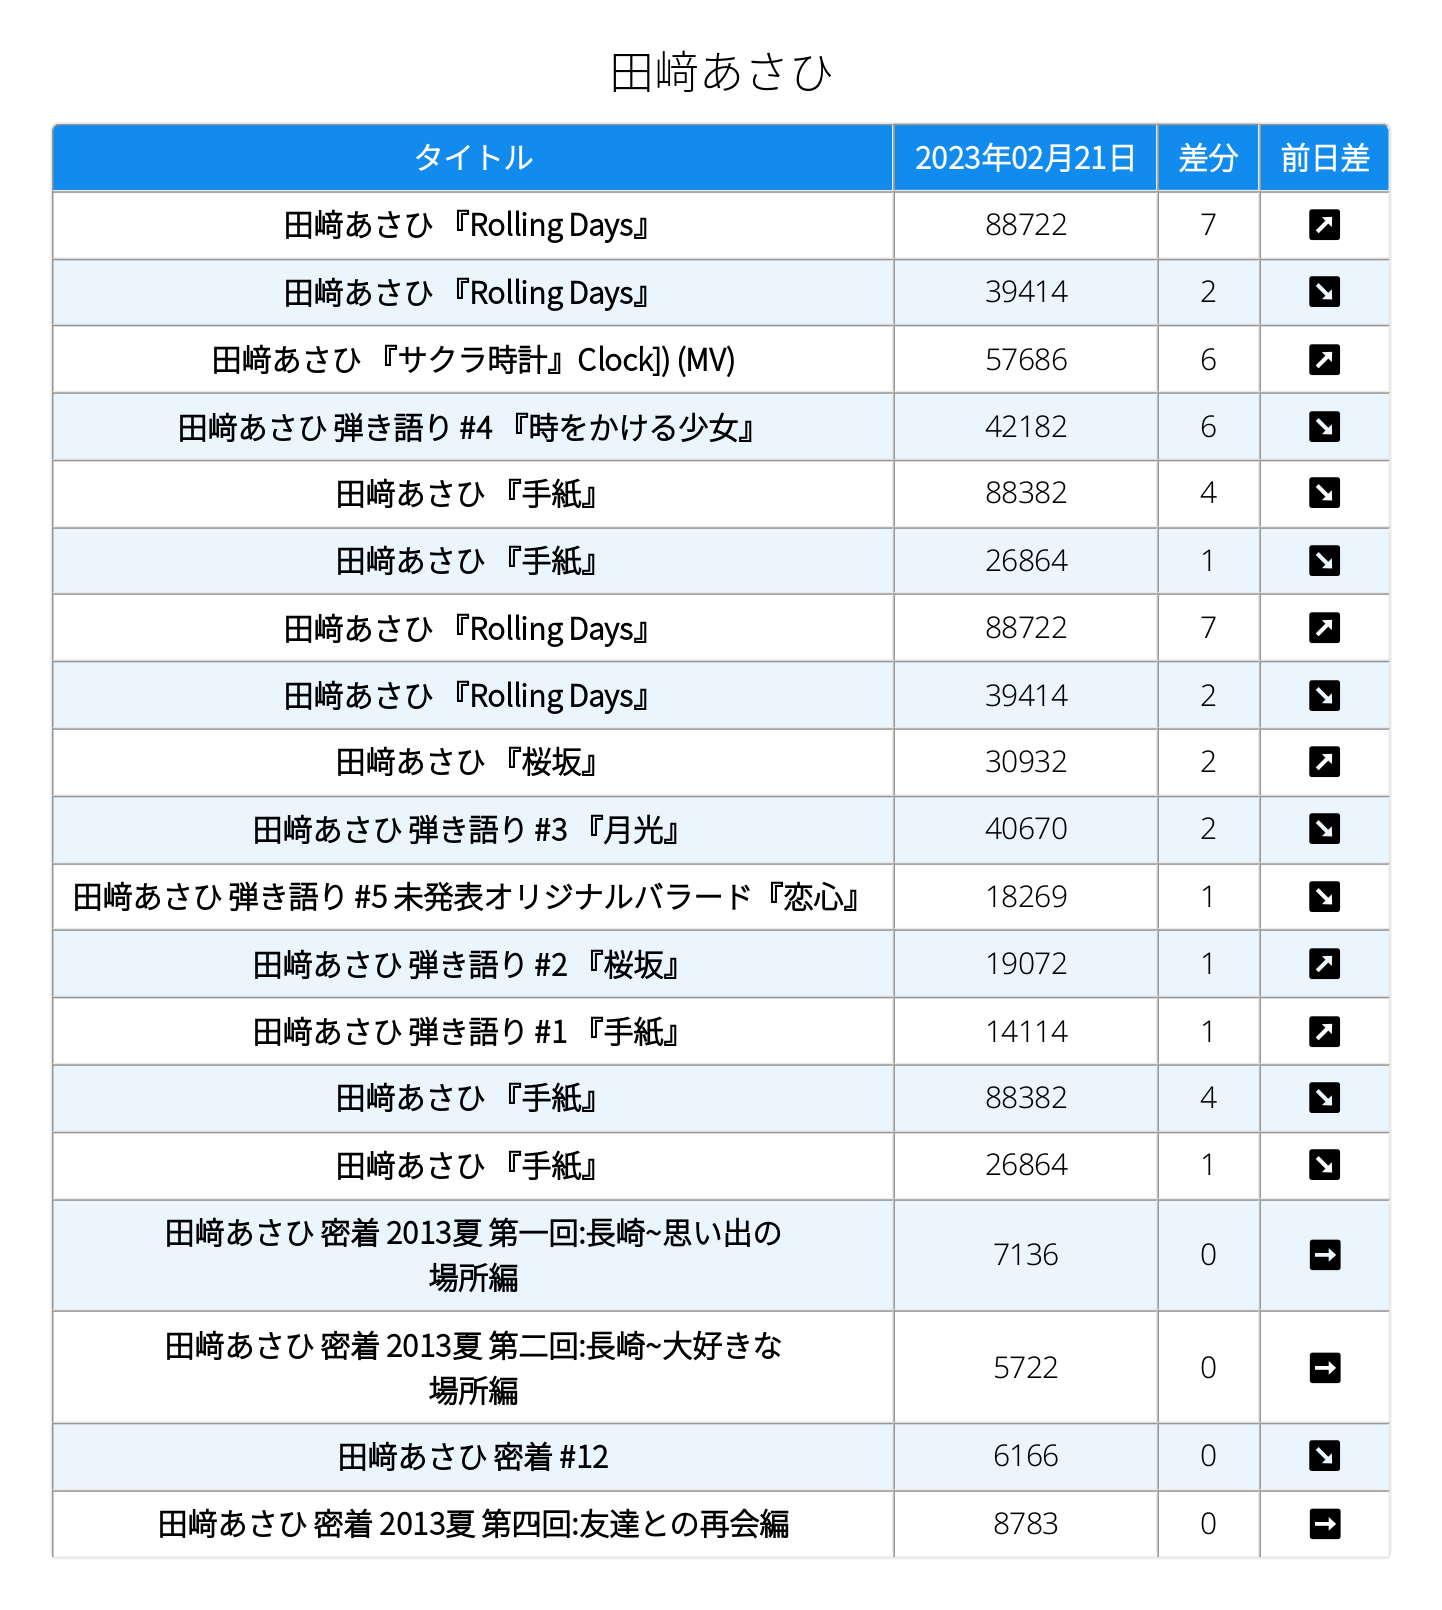 田﨑あさひ
タイトル 2023年02月21日 差分 前日差
田﨑あさひ 『Rolling Days』 88722 7
田﨑あさひ 『Rolling Days』 39414 2
田﨑あさひ 『サクラ時計』Clock]) (MV) 57686 6
田﨑あさひ 弾き語り #4 『時をかける少女』 42182 6
田﨑あさひ 『手紙』 88382 4
田﨑あさひ 『手紙』 26864 1
田﨑あさひ 『Rolling Days』 88722 7
田﨑あさひ 『Rolling Days』 39414 2
田﨑あさひ 『桜坂』 30932 2
田﨑あさひ 弾き語り #3 『月光』 40670 2
田﨑あさひ 弾き語り #5 未発表オリジナルバラード『恋心』 18269 1
田﨑あさひ 弾き語り #2 『桜坂』 19072 1
田﨑あさひ 弾き語り #1 『手紙』 14114 1
田﨑あさひ 『手紙』 88382 4
田﨑あさひ 『手紙』 26864 1
田﨑あさひ 密着 2013夏 第一回:長崎~思い出の
場所編 7136 0
田﨑あさひ 密着 2013夏 第二回:長崎~大好きな
場所編 5722 0
田﨑あさひ 密着 #12 6166 0
田﨑あさひ 密着 2013夏 第四回:友達との再会編 8783 0